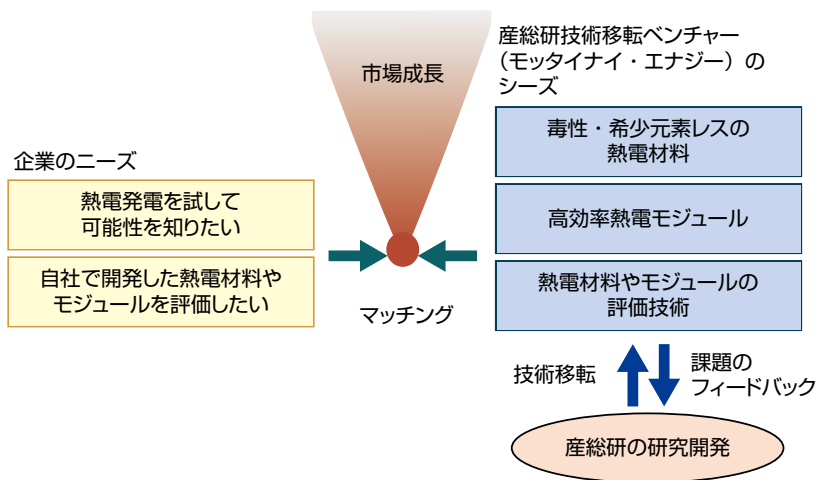 企業のニーズ
熱電発電を試して
可能性を知りたい
自社で開発した熱電材料や
モジュールを評価したい
市場成長
マッチング
産総研技術移転ベンチャー
（モッタイナイ・エナジー）の
シーズ
毒性・希少元素レスの
熱電材料
高効率熱電モジュール
熱電材料やモジュールの
評価技術
技術移転
課題の
フィードバック
産総研の研究開発